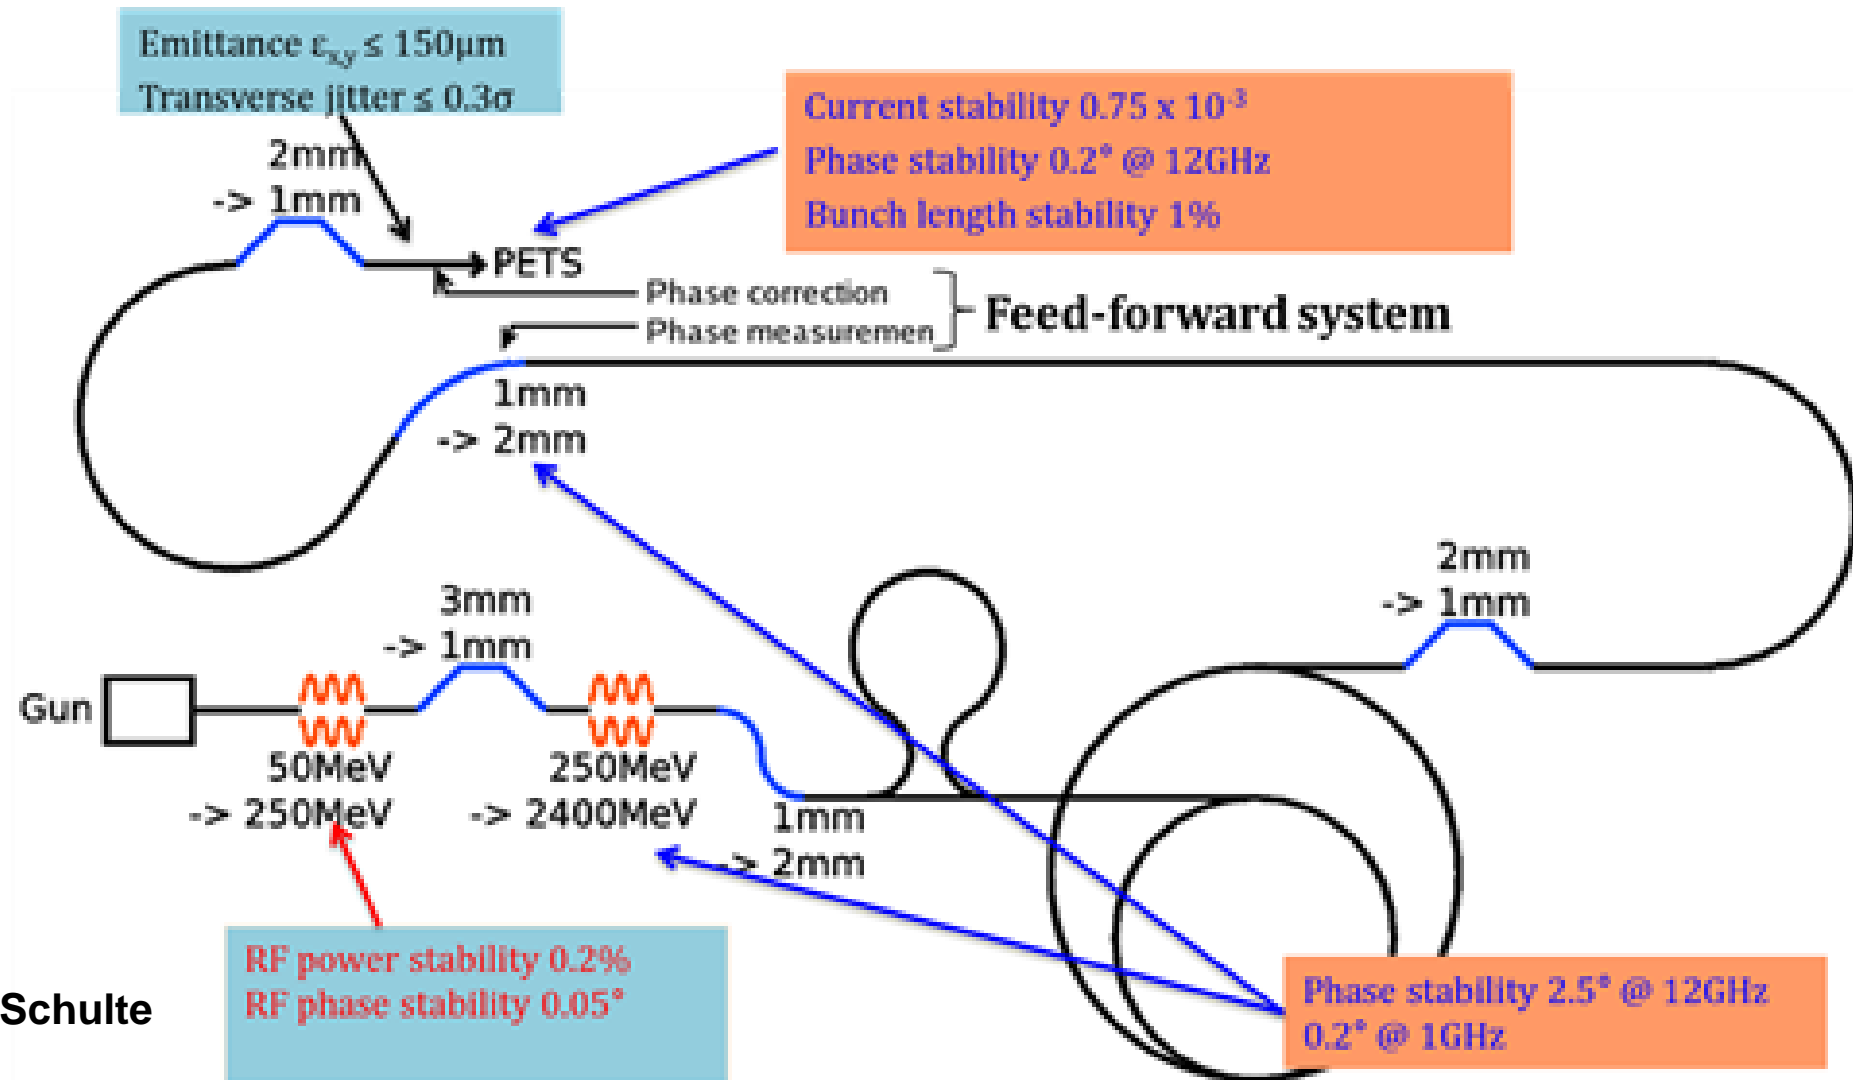 Emittance εx,y ≤ 150μm
Transverse jitter ≤ 0.3σ
Current stability 0.75 x 10-3
Phase stability 0.2° @ 12GHz
Bunch length stability 1%
2mm
-> 1mm
PETS
Phase correction
Phase measuremen
Feed-forward system
1mm
-> 2mm
2mm
-> 1mm
3mm
-> 1mm
Gun
50MeV
-> 250MeV
250MeV
-> 2400MeV
1mm
-> 2mm
RF power stability 0.2%
RF phase stability 0.05°
Schulte
Phase stability 2.5° @ 12GHz
0.2° @ 1GHz